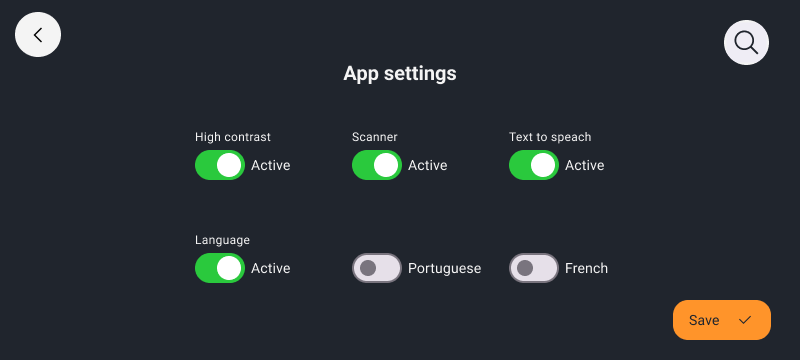 App settings
High contrast
Scanner
Text to speach
Active
Active
Active
Language
Active
Portuguese
French
Save